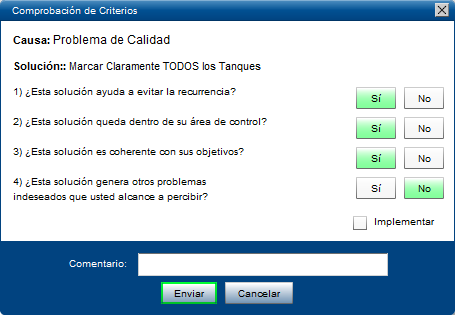 Comprobación de Criterios
Causa: Problema de Calidad
Solución:: Marcar Claramente TODOS los Tanques
1) ¿Esta solución ayuda a evitar la recurrencia? Sí No
2) ¿Esta solución queda dentro de su área de control? Sí No
3) ¿Esta solución es coherente con sus objetivos? Sí No
4) ¿Esta solución genera otros problemas Sí No
indeseados que usted alcance a percibir?
Implementar
Comentario:
Enviar Cancelar